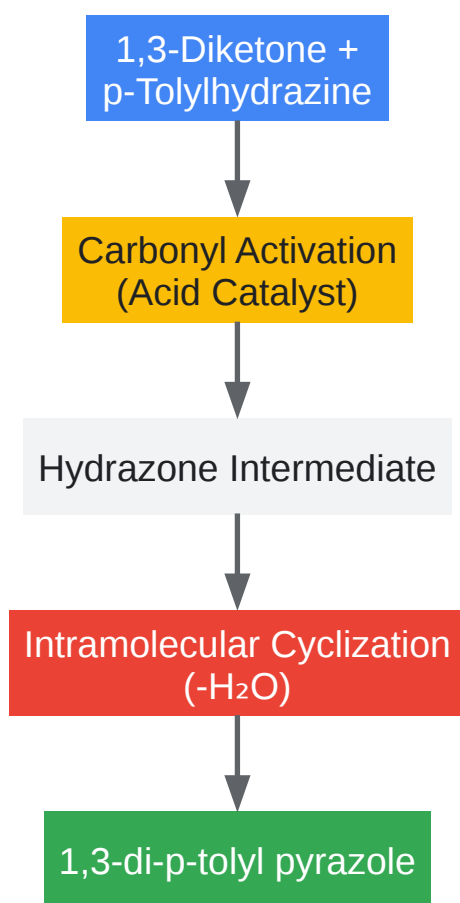 1,3-Diketone +
p-Tolylhydrazine
Carbonyl Activation
(Acid Catalyst)
Hydrazone Intermediate
Intramolecular Cyclization
(-H₂O)
1,3-di-p-tolyl pyrazole